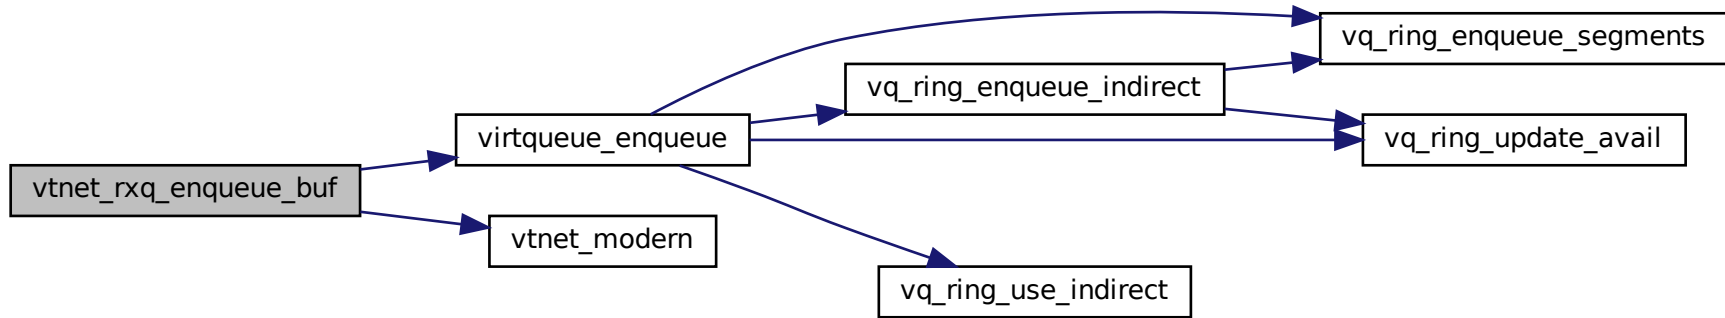 vq_ring_enqueue_segments
vq_ring_enqueue_indirect
virtqueue_enqueue
vq_ring_update_avail
vtnet_rxq_enqueue_buf
vtnet_modern
vq_ring_use_indirect